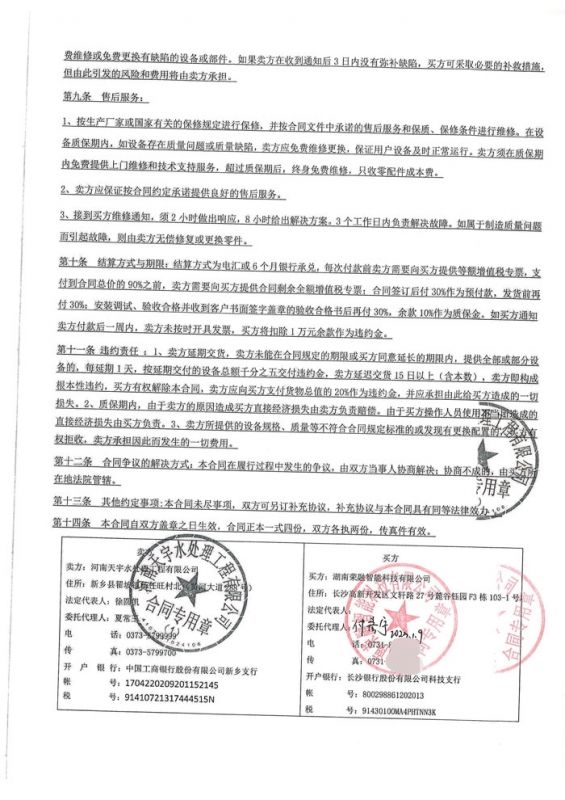 费维修或免费更换有缺陷的设备或部件。如果卖方在收到通知后3日内没有弥补缺陷，买方可采取必要的补救措施，
但由此引发的风险和费用将由卖方承担。
第九条 售后服务：
1、按生产厂家或国家有关的保修规定进行保修，并按合同文件中承诺的售后服务和保质、保修条件进行维修。在设
备质保期内，如设备存在质量问题或质量缺陷，卖方应免费维修更换，保证用户设备及时正常运行。卖方须在质保期
内免费提供上门维修和技术支持服务，超过质保期后，终身免费维修，只收零配件成本费。
2、卖方应保证按合同约定承诺提供良好的售后服务。
3、接到买方维修通知，须2小时做出响应，8小时给出解决方案，3个工作日内负责解决故障。如属于制造质量问题
而引起故障，则由卖方无偿修复或更换零件。
第十条 结算方式与期限：结算方式为电汇或6个月银行承兑，每次付款前卖方需要向买方提供等额增值税专票，支
付到合同总价的90%之前，卖方需要向买方提供合同剩余全额增值税专票；合同签订后付30%作为预付款，发货前再
付30%；安装调试、验收合格并收到客户书面签字盖章的验收合格书后再付30%，余款10%作为质保金。如买方通知
卖方付款后一周内，卖方未按时开具发票，买方将扣除1万元余款作为违约金。
第十一条 违约责任：1、卖方延期交货，卖方未能在合同规定的期限或买方同意延长的期限内，提供全部或部分设
备的，每延期1天，按延期交付的设备总额千分之五交付违约金，卖方延迟交货15日以上（含本数），卖方即构成
根本性违约，买方有权解除本合同，卖方应向买方支付货物总值的20%作为违约金，并应承担由此给买方造成的一切
损失。2、质保期内，由于卖方的原因造成买方直接经济损失由卖方负责赔偿。由于买方操作人员使用不当而造成的
直接经济损失由买方负责。3、卖方所提供的设备规格、质量等不符合合同规定标准的或发现有更换配置的，买方有
权拒收，卖方承担因此而发生的一切费用。
第十二条 合同争议的解决方式：本合同在履行过程中发生的争议，由双方当事人协商解决；协商不成的，由买方所
在地法院管辖。
第十三条 其他约定事项：本合同未尽事项，双方可另订补充协议，补充协议与本合同具有同等法律效力。
第十四条 本合同自双方盖章之日生效，合同正本一式四份，双方各执两份，传真件有效。
卖方
卖方：河南天宇水处理工程有限公司
住所：新乡县翟坡镇任旺村北
法定代表人：徐
委托代理人：夏常
电 话：0373-5799999
传 真：0373-5799700
开 户 银 行：中国工商银行股份有限公司新乡支行
帐 号：1704220209201152145
税 号：91410721317444515N
买方
买方：湖南荣融智能科技有限公司
住所：长沙高新开发区文轩路27号麓谷钰园F3栋103-1号
法定代表人：
委托代理人： 2024.1.9
电 话：0731-
传 真：0731-
开户银行：长沙银行股份有限公司科技支行
帐 号：800298861202013
税 号：91430100MA4PHTNN3K
水处理工程有限公司
合同专用章
(1)
合同专用章
工程有限公司
专用章